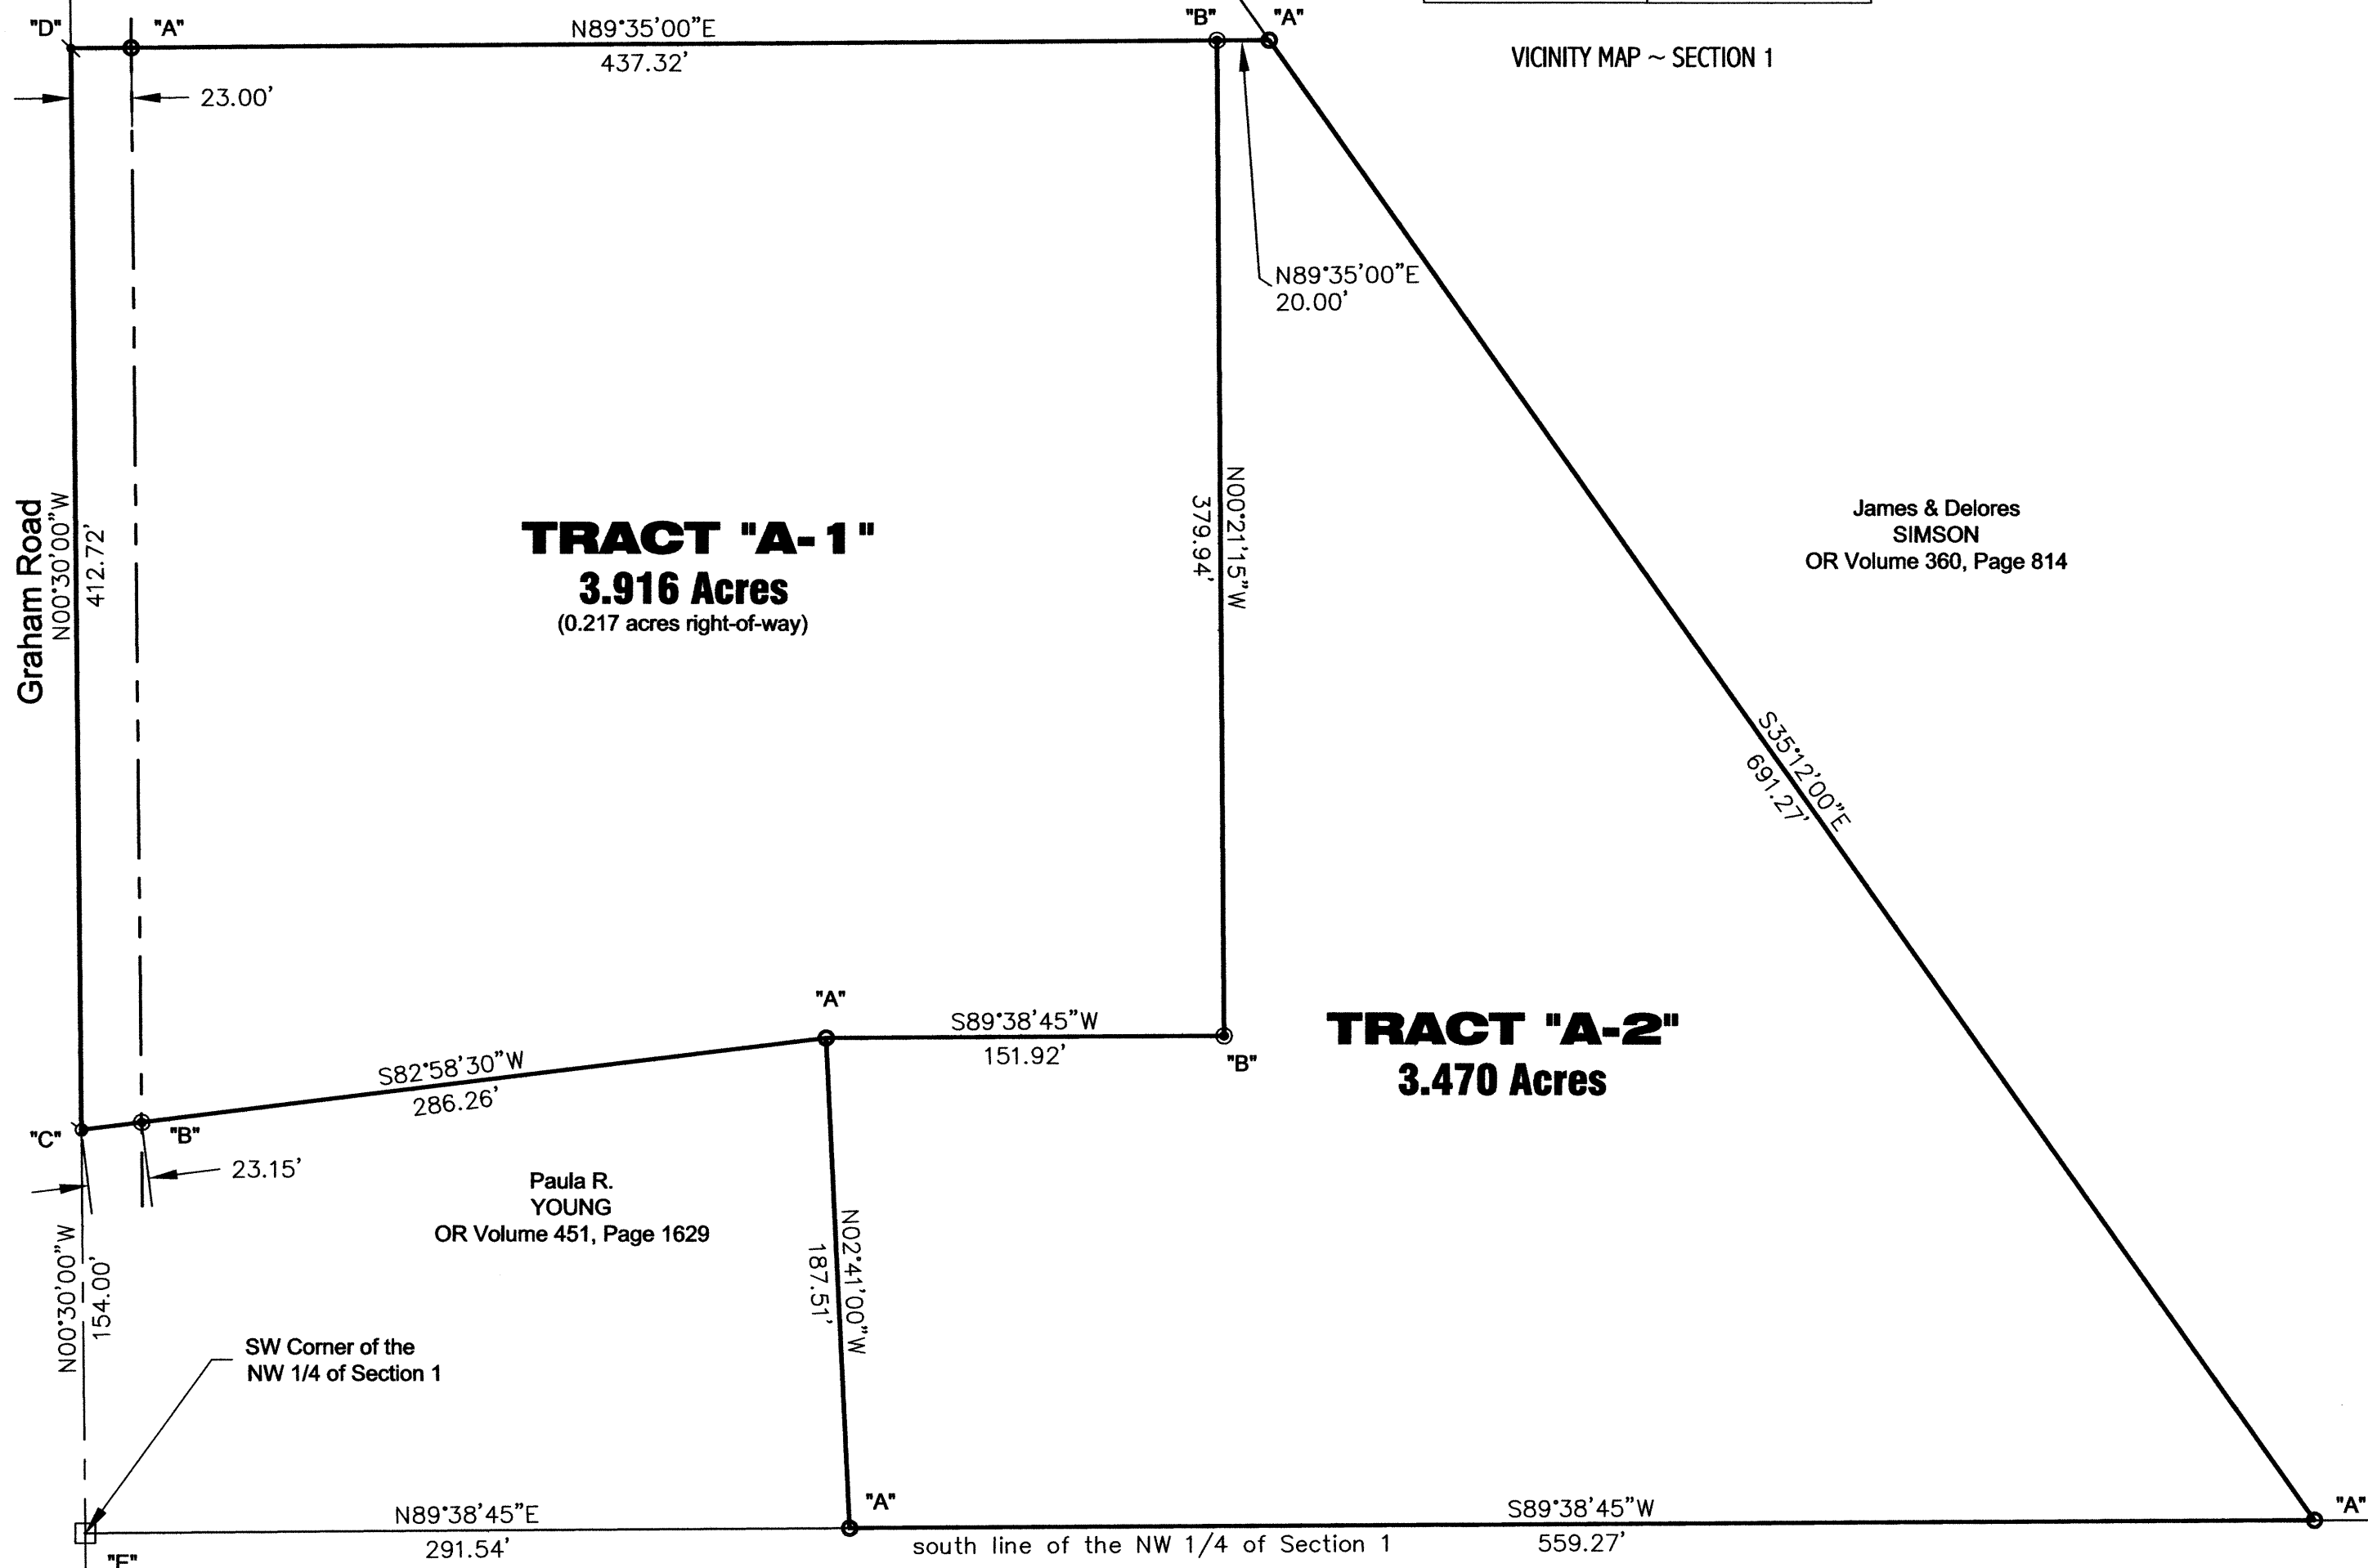 "D"
"A"
N89°35'00"E
437.32'
"B"
"A"
VICINITY MAP ~ SECTION 1
23.00'
N89°35'00"E
20.00'
Graham Road
N00°30'00"W
412.72'
TRACT "A-1"
3.916 Acres
(0.217 acres right-of-way)
N00°21'15"W
379.94'
James & Delores
SIMSON
OR Volume 360, Page 814
S35°12'00"E
691.27'
"A"
S89°38'45"W
151.92'
"B"
TRACT "A-2"
3.470 Acres
S82°58'30"W
286.26'
"C"
"B"
23.15'
Paula R.
YOUNG
OR Volume 451, Page 1629
N02°41'00"W
187.51'
N00°30'00"W
154.00'
SW Corner of the
NW 1/4 of Section 1
"A"
N89°38'45"E
291.54'
south line of the NW 1/4 of Section 1
S89°38'45"W
559.27'
"A"